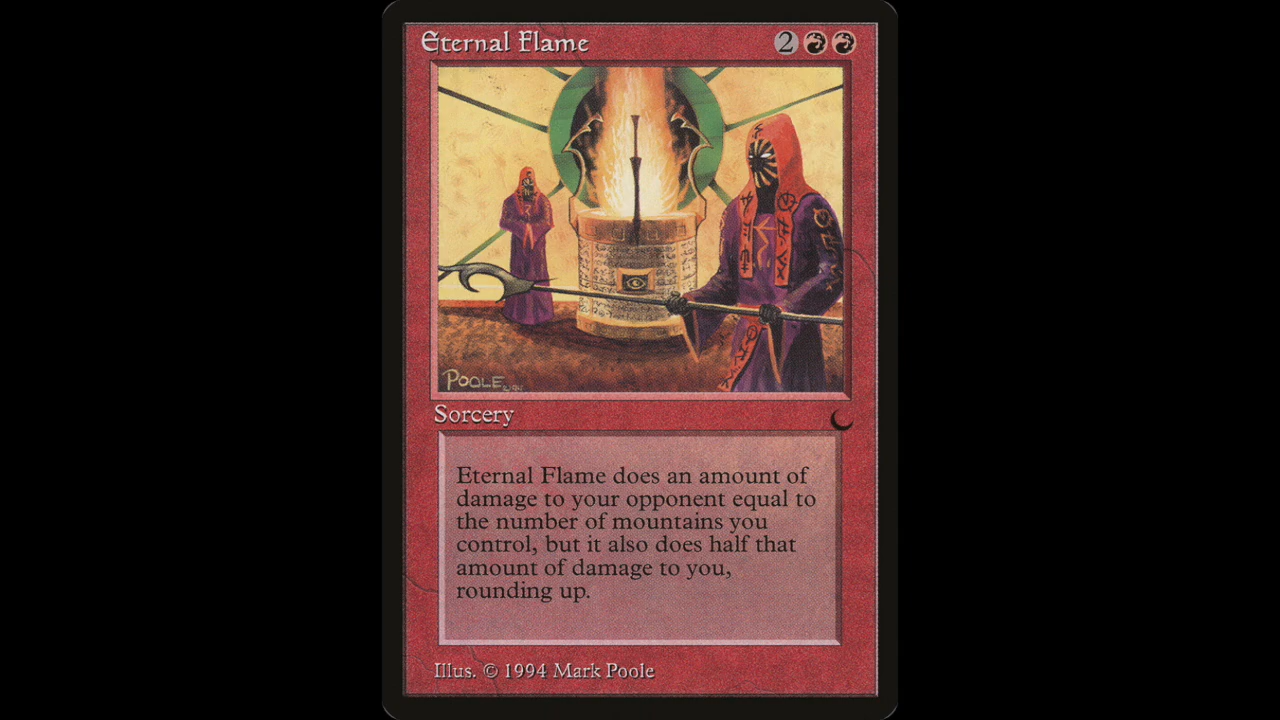 Eternal Flame 2
POOLE
Sorcery
Eternal Flame does an amount of
damage to your opponent equal to
the number of mountains you
control, but it also does half that
amount of damage to you,
rounding up.
Illus. © 1994 Mark Poole